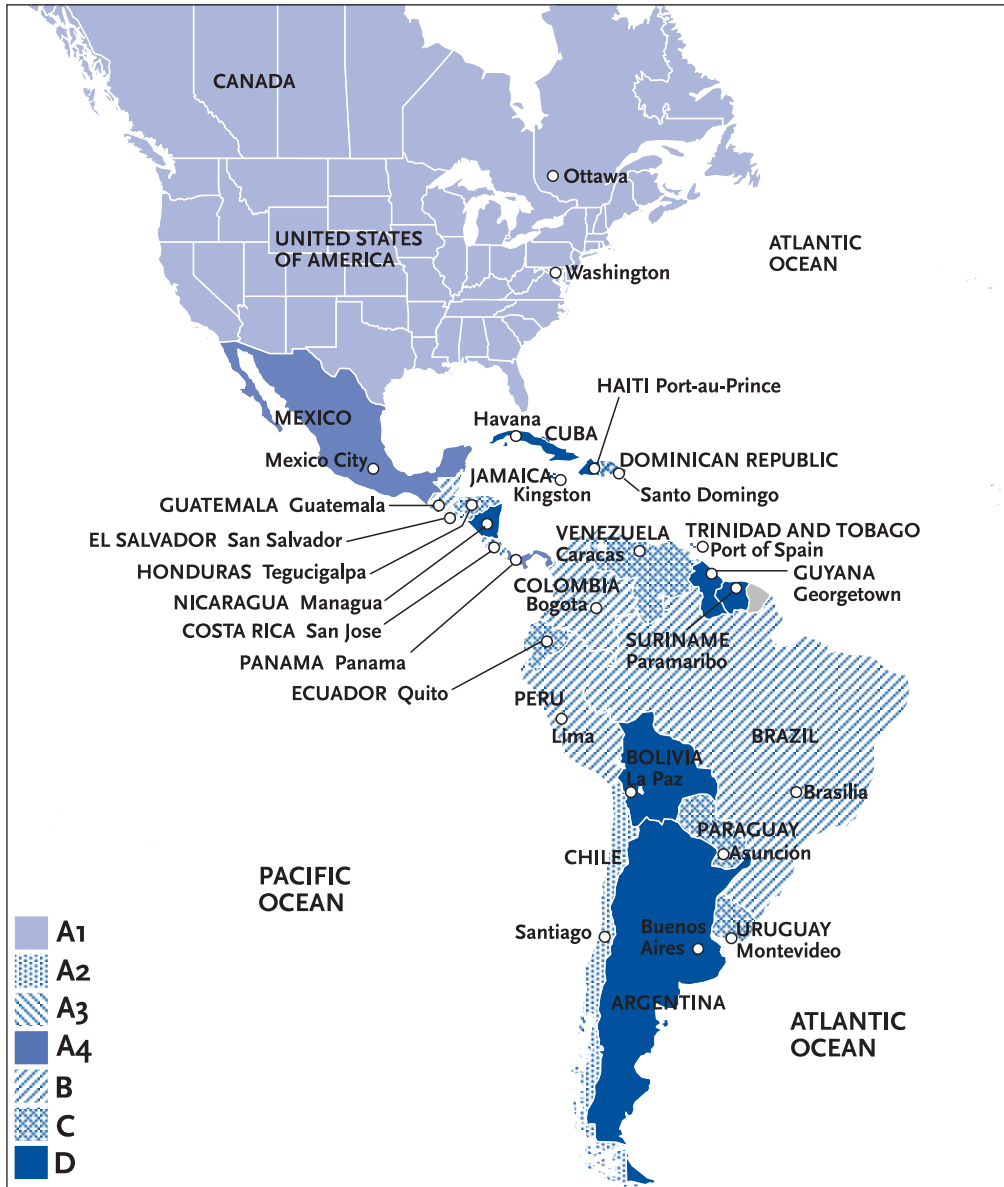 CANADA
Ottawa
UNITED STATES
OF AMERICA
ATLANTIC
OCEAN
Washington
HAITI Port-au-Prince
MEXICO
Havana
CUBA
Mexico City
JAMAICA
Kingston
DOMINICAN REPUBLIC
Santo Domingo
GUATEMALA Guatemala
EL SALVADOR San Salvador
HONDURAS Tegucigalpa
NICARAGUA Managua
COSTA RICA San Jose
PANAMA Panama
ECUADOR Quito
VENEZUELA
Caracas
TRINIDAD AND TOBAGO
Port of Spain
GUYANA
Georgetown
COLOMBIA
Bogota
SURINAME
Paramaribo
PERU
Lima
BRAZIL
Brasilia
BOLIVIA
La Paz
PARAGUAY
Asunción
CHILE
PACIFIC
OCEAN
Santiago
Buenos
Aires
URUGUAY
Montevideo
ARGENTINA
ATLANTIC
OCEAN
A1
A2
A3
A4
B
C
D